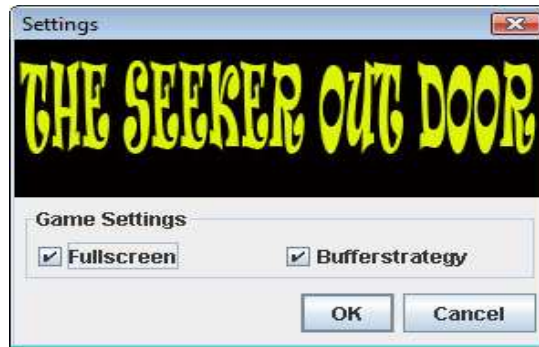 Settings
THE SEEKER OUT DOOR
Game Settings
Fullscreen Bufferstrategy
OK Cancel